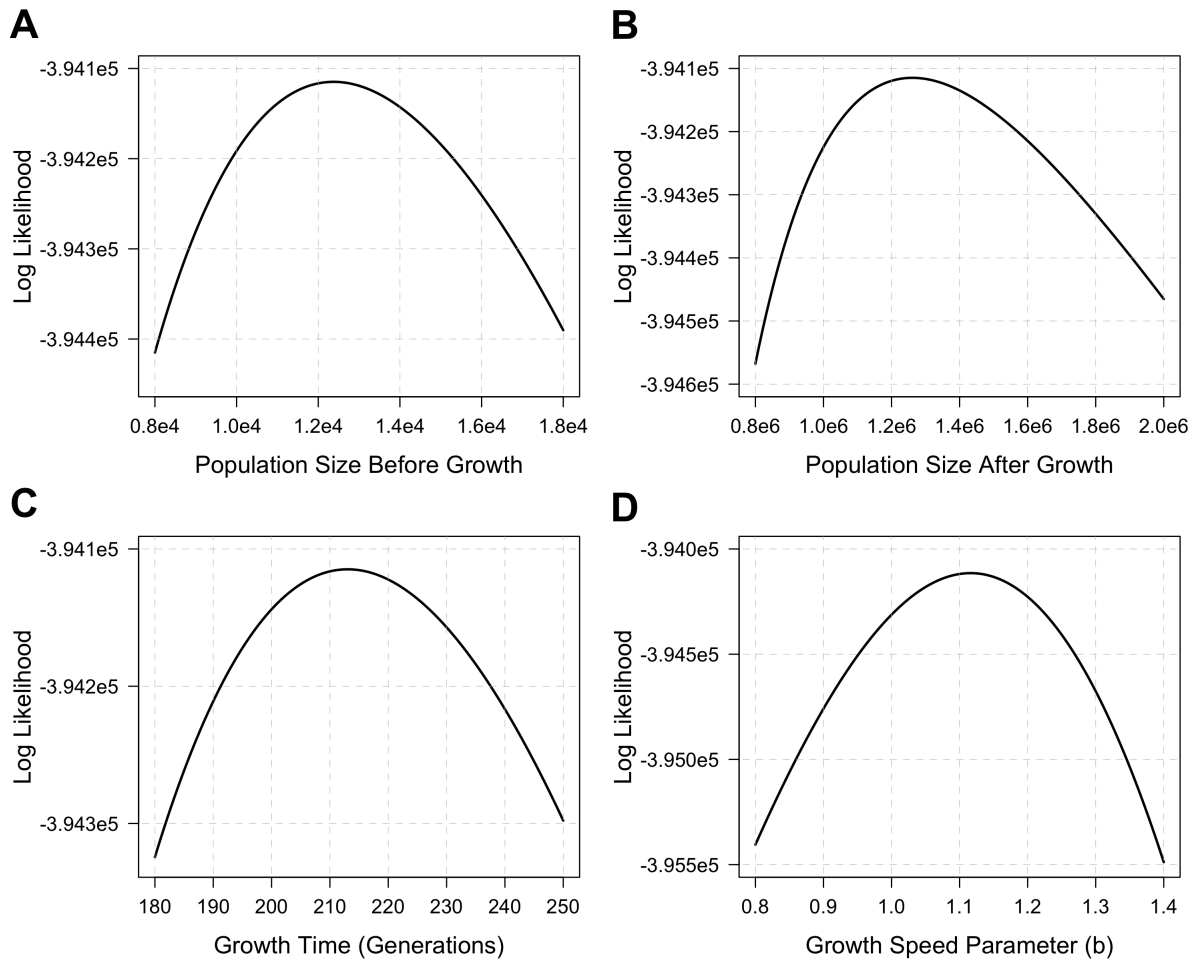 A
Log Likelihood
-3.941e5
-3.942e5
-3.943e5
-3.944e5
0.8e4 1.0e4 1.2e4 1.4e4 1.6e4 1.8e4
Population Size Before Growth
B
Log Likelihood
-3.941e5
-3.942e5
-3.943e5
-3.944e5
-3.945e5
-3.946e5
0.8e6 1.0e6 1.2e6 1.4e6 1.6e6 1.8e6 2.0e6
Population Size After Growth
C
Log Likelihood
-3.941e5
-3.942e5
-3.943e5
180 190 200 210 220 230 240 250
Growth Time (Generations)
D
Log Likelihood
-3.940e5
-3.945e5
-3.950e5
-3.955e5
0.8 0.9 1.0 1.1 1.2 1.3 1.4
Growth Speed Parameter (b)